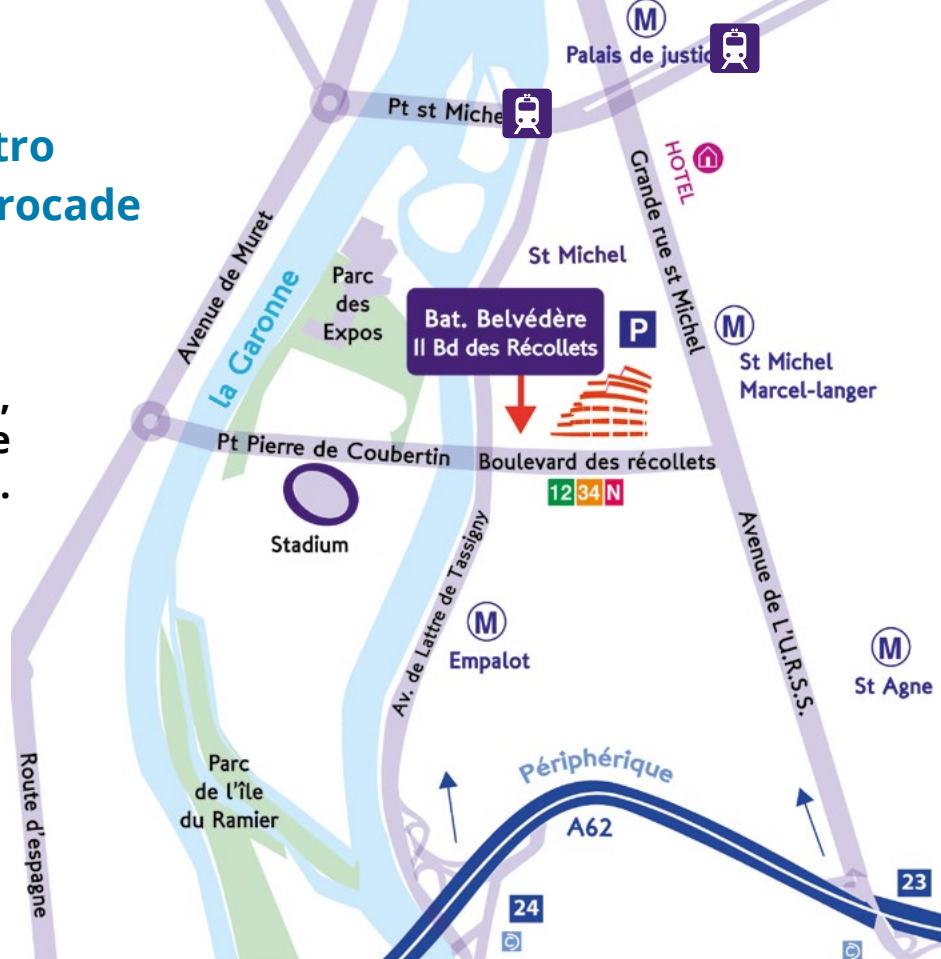 M
Palais de justic
Pt st Miche
tro
rocade
HOTEL
Grande rue st Michel
Avenue de Muret
St Michel
la Garonne
Parc
des
Expos
Bat. Belvédère
II Bd des Récollets
P
M
St Michel
Marcel-langer
,
e
.
Pt Pierre de Coubertin
Boulevard des récollets
12 34 N
Stadium
Av. de Lattre de Tassigny
Avenue de L'U.R.S.S.
M
Empalot
M
St Agne
Route d'espagne
Parc
de l'île
du Ramier
Périphérique
A62
23
24